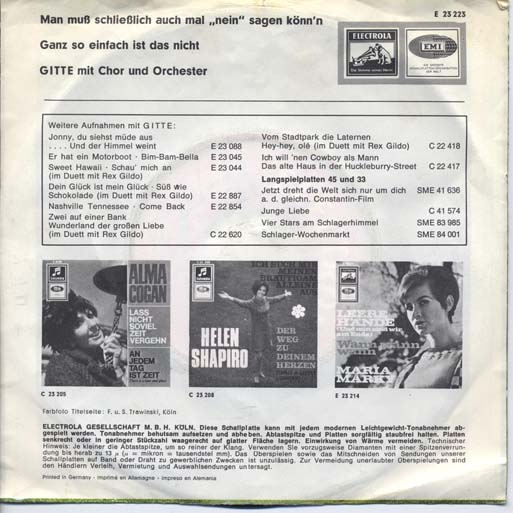 Man muß schließlich auch mal „nein" sagen könn'n
E 23 223
Ganz so einfach ist das nicht
GITTE mit Chor und Orchester
ELECTROLA
EMI
Weitere Aufnahmen mit GITTE:
Jonny, du siehst müde aus
. . . . Und der Himmel weint E 23 088
Er hat ein Motorboot · Bim-Bam-Bella E 23 045
Sweet Hawaii · Schau' mich an E 23 044
(im Duett mit Rex Gildo)
Dein Glück ist mein Glück · Süß wie
Schokolade (im Duett mit Rex Gildo) E 22 887
Nashville Tennessee · Come Back E 22 854
Zwei auf einer Bank
Wunderland der großen Liebe
(im Duett mit Rex Gildo) C 22 620
Vom Stadtpark die Laternen
Hey-hey, olé (im Duett mit Rex Gildo) C 22 418
Ich will 'nen Cowboy als Mann
Das alte Haus in der Huckleburry-Street C 22 417
Langspielplatten 45 und 33
Jetzt dreht die Welt sich nur um dich SME 41 636
a. d. gleichn. Constantin-Film
Junge Liebe C 41 574
Vier Stars am Schlagerhimmel SME 83 985
Schlager-Wochenmarkt SME 84 001
ALMA
COGAN
LASS
NICHT
SOVIEL
ZEIT
VERGEHN
AN
JEDEM
TAG
IST ZEIT
ICH SUCH MIR
MEINEN
BRÄUTIGAM
ALLEINE
AUS
HELEN
SHAPIRO
DER
WEG
ZU
DEINEM
HERZEN
LEERE
HÄNDE
Wann, wann
wann
MARIA
MARKY
C 23 205
C 23 208
E 23 214
Farbfoto Titelseite: F. u. S. Trawinski, Köln
ELECTROLA GESELLSCHAFT M. B. H. KÖLN. Diese Schallplatte kann mit jedem modernen Leichtgewicht-Tonabnehmer ab-
gespielt werden. Tonabnehmer behutsam aufsetzen und abheben. Abtastspitze und Platten sorgfältig staubfrei halten. Platten
senkrecht oder in geringer Stückzahl waagerecht auf glatter Fläche lagern. Einwirkung von Wärme vermeiden. Technischer
Hinweis: Je kleiner die Abtastspitze, um so reiner der Klang. Verwenden Sie vorzugsweise Diamanten mit einer Spitzenverrun-
dung bis herab zu 13 µ (µ = mikron = tausendstel mm). Das Überspielen sowie das Mitschneiden von Sendungen unserer
Schallplatten auf Band oder Draht zu gewerblichen Zwecken ist unzulässig. Zur Vermeidung unerlaubter Überspielungen sind
den Händlern Verleih, Vermietung und Auswahlsendungen untersagt.
Printed in Germany - Imprimé en Allemagne - Impreso en Alemania